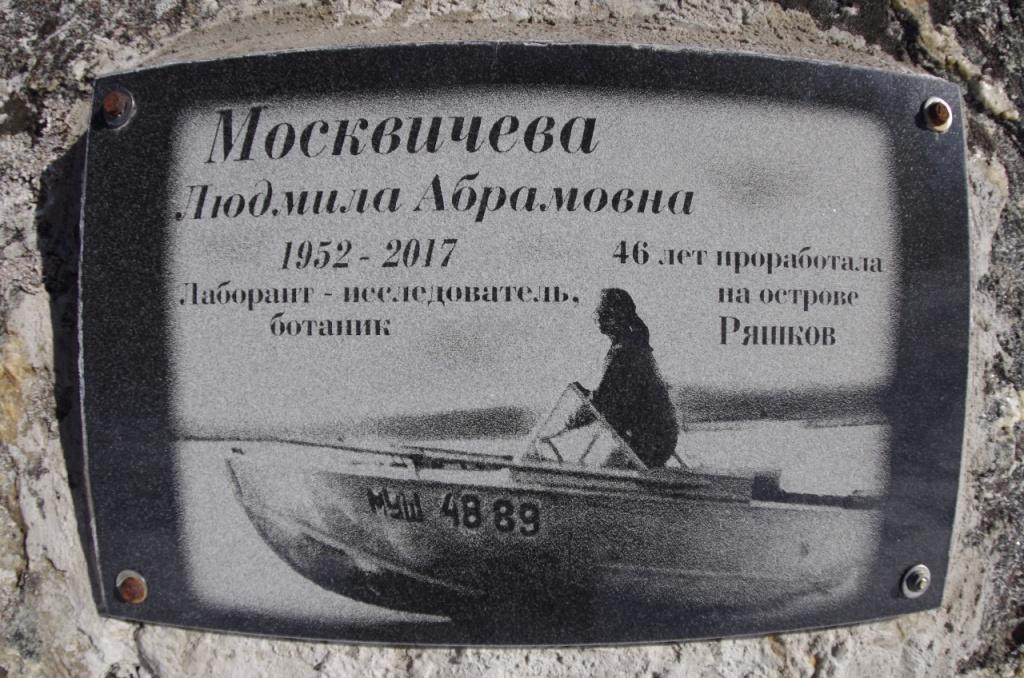 Москвичева
Людмила Абрамовна
1952 - 2017
Лаборант - исследователь,
ботаник
46 лет проработала
на острове
Ряшков
МУШ 48 89